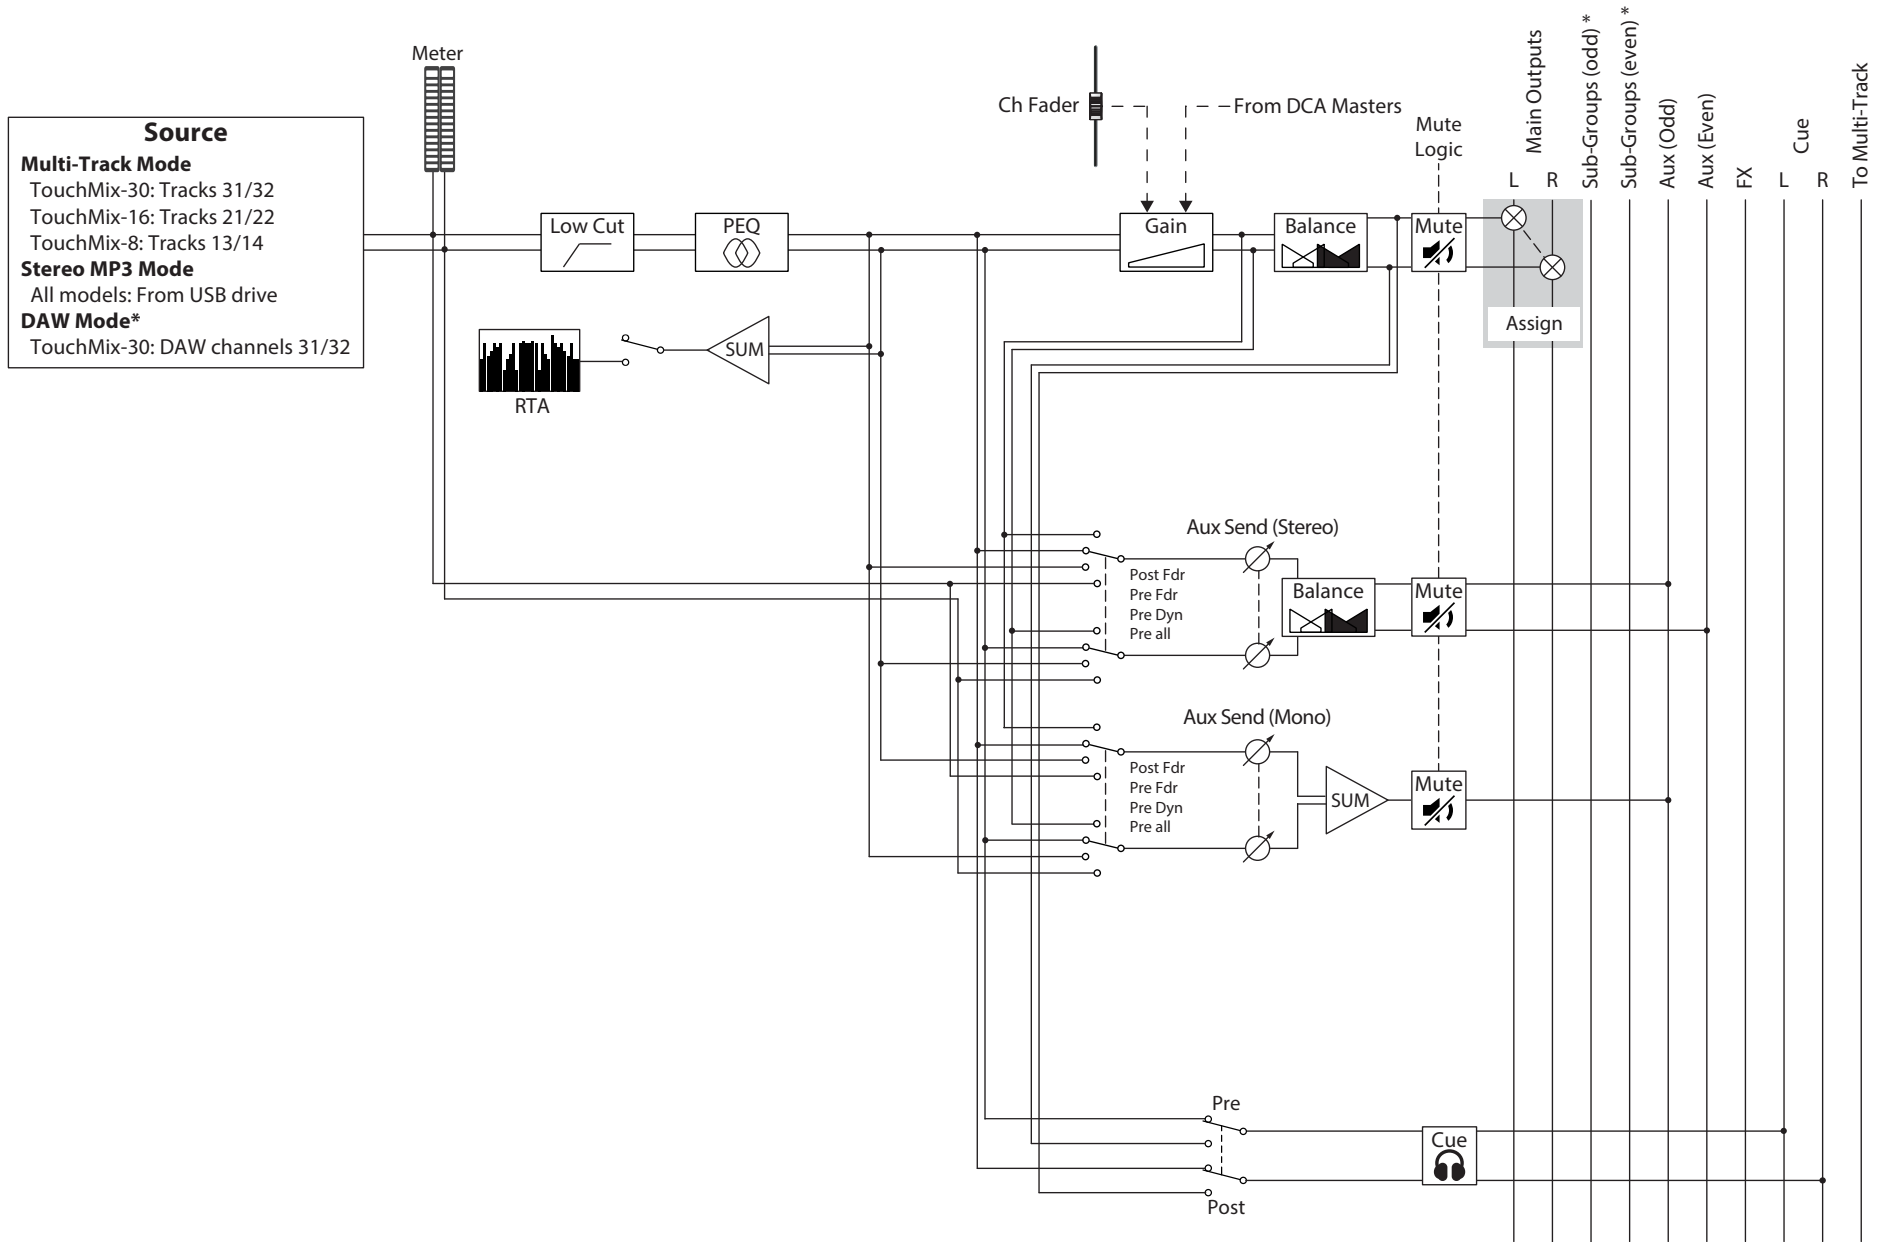 Meter
Source
Multi-Track Mode
TouchMix-30: Tracks 31/32
TouchMix-16: Tracks 21/22
TouchMix-8: Tracks 13/14
Stereo MP3 Mode
All models: From USB drive
DAW Mode*
TouchMix-30: DAW channels 31/32
Low Cut
PEQ
SUM
RTA
Ch Fader
From DCA Masters
Gain
Balance
Mute
Logic
Mute
Main Outputs
L
R
Sub-Groups (odd) *
Sub-Groups (even) *
Aux (Odd)
Aux (Even)
FX
Cue
L
R
To Multi-Track
Assign
Aux Send (Stereo)
Post Fdr
Pre Fdr
Pre Dyn
Pre all
Balance
Mute
Aux Send (Mono)
Post Fdr
Pre Fdr
Pre Dyn
Pre all
SUM
Mute
Pre
Post
Cue